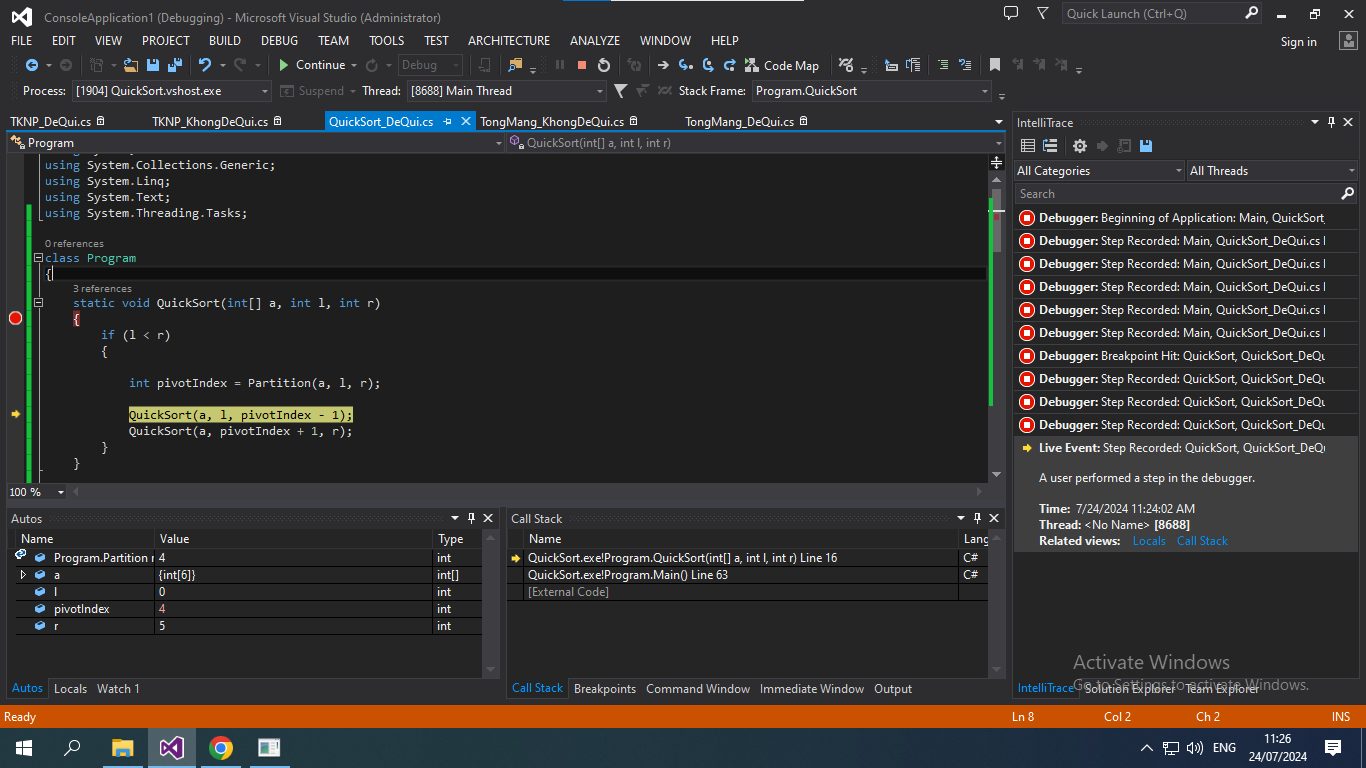 ConsoleApplication1 (Debugging) - Microsoft Visual Studio (Administrator)
Quick Launch (Ctrl+Q)
FILE EDIT VIEW PROJECT BUILD DEBUG TEAM TOOLS TEST ARCHITECTURE ANALYZE WINDOW HELP
Sign in
Continue Debug Code Map
Process: [1904] QuickSort.vshost.exe Suspend Thread: [8688] Main Thread Stack Frame: Program.QuickSort
TKNP_DeQui.cs TKNP_KhongDeQui.cs QuickSort_DeQui.cs TongMang_KhongDeQui.cs TongMang_DeQui.cs
Program QuickSort(int[] a, int l, int r)
using System.Collections.Generic;
using System.Linq;
using System.Text;
using System.Threading.Tasks;
0 references
class Program
{
3 references
static void QuickSort(int[] a, int l, int r)
{
if (l < r)
{
int pivotIndex = Partition(a, l, r);
QuickSort(a, l, pivotIndex - 1);
QuickSort(a, pivotIndex + 1, r);
}
}
100 %
Autos
Name Value Type
Program.Partition r 4 int
a {int[6]} int[]
l 0 int
pivotIndex 4 int
r 5 int
Autos Locals Watch 1
Call Stack
Name Lang
QuickSort.exe!Program.QuickSort(int[] a, int l, int r) Line 16 C#
QuickSort.exe!Program.Main() Line 63 C#
[External Code]
Call Stack Breakpoints Command Window Immediate Window Output
IntelliTrace
All Categories All Threads
Search
Debugger: Beginning of Application: Main, QuickSort_
Debugger: Step Recorded: Main, QuickSort_DeQui.cs l
Debugger: Step Recorded: Main, QuickSort_DeQui.cs l
Debugger: Step Recorded: Main, QuickSort_DeQui.cs l
Debugger: Step Recorded: Main, QuickSort_DeQui.cs l
Debugger: Step Recorded: Main, QuickSort_DeQui.cs l
Debugger: Breakpoint Hit: QuickSort, QuickSort_DeQu
Debugger: Step Recorded: QuickSort, QuickSort_DeQu
Debugger: Step Recorded: QuickSort, QuickSort_DeQu
Debugger: Step Recorded: QuickSort, QuickSort_DeQu
Live Event: Step Recorded: QuickSort, QuickSort_DeQu
A user performed a step in the debugger.
Time: 7/24/2024 11:24:02 AM
Thread: <No Name> [8688]
Related views: Locals Call Stack
Activate Windows
Go to Settings to activate Windows.
IntelliTrace Solution Explorer Team Explorer
Ready Ln 8 Col 2 Ch 2 INS
ENG 11:26
24/07/2024